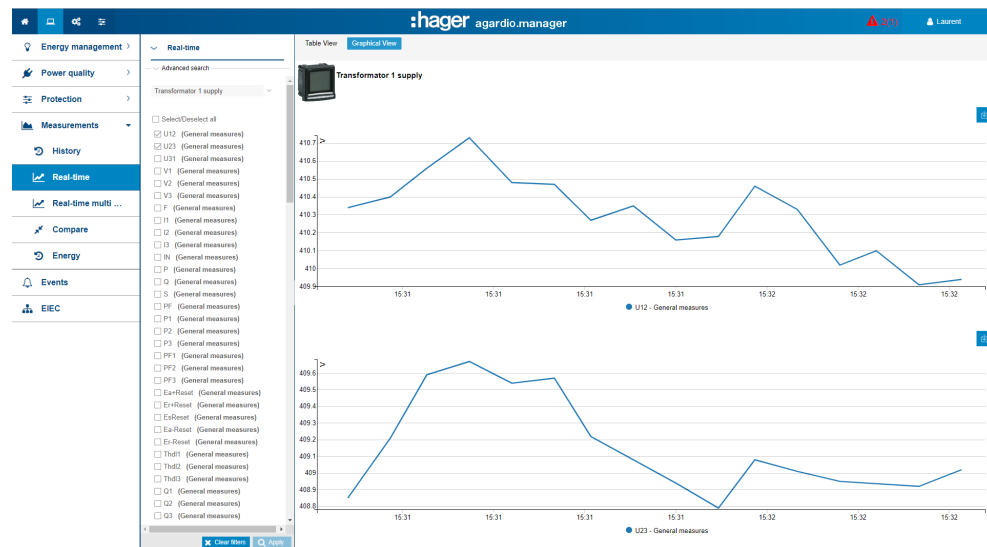 :hager agardio.manager
2(1)
Laurent
Energy management
Power quality
Protection
Measurements
History
Real-time
Real-time multi ...
Compare
Energy
Events
EIEC
Real-time
Advanced search
Transformator 1 supply
Select/Deselect all
U12 (General measures)
U23 (General measures)
U31 (General measures)
V1 (General measures)
V2 (General measures)
V3 (General measures)
F (General measures)
I1 (General measures)
I2 (General measures)
I3 (General measures)
IN (General measures)
P (General measures)
Q (General measures)
S (General measures)
PF (General measures)
P1 (General measures)
P2 (General measures)
P3 (General measures)
PF1 (General measures)
PF2 (General measures)
PF3 (General measures)
Ea+Reset (General measures)
Er+Reset (General measures)
EsReset (General measures)
Ea-Reset (General measures)
Er-Reset (General measures)
ThdI1 (General measures)
ThdI2 (General measures)
ThdI3 (General measures)
Q1 (General measures)
Q2 (General measures)
Q3 (General measures)
Clear filters
Apply
Table View
Graphical View
Transformator 1 supply
V
410.7
410.6
410.5
410.4
410.3
410.2
410.1
410
409.9
15:31 15:31 15:31 15:31 15:32 15:32 15:32
U12 - General measures
V
409.6
409.5
409.4
409.3
409.2
409.1
409
408.9
408.8
15:31 15:31 15:31 15:31 15:32 15:32 15:32
U23 - General measures